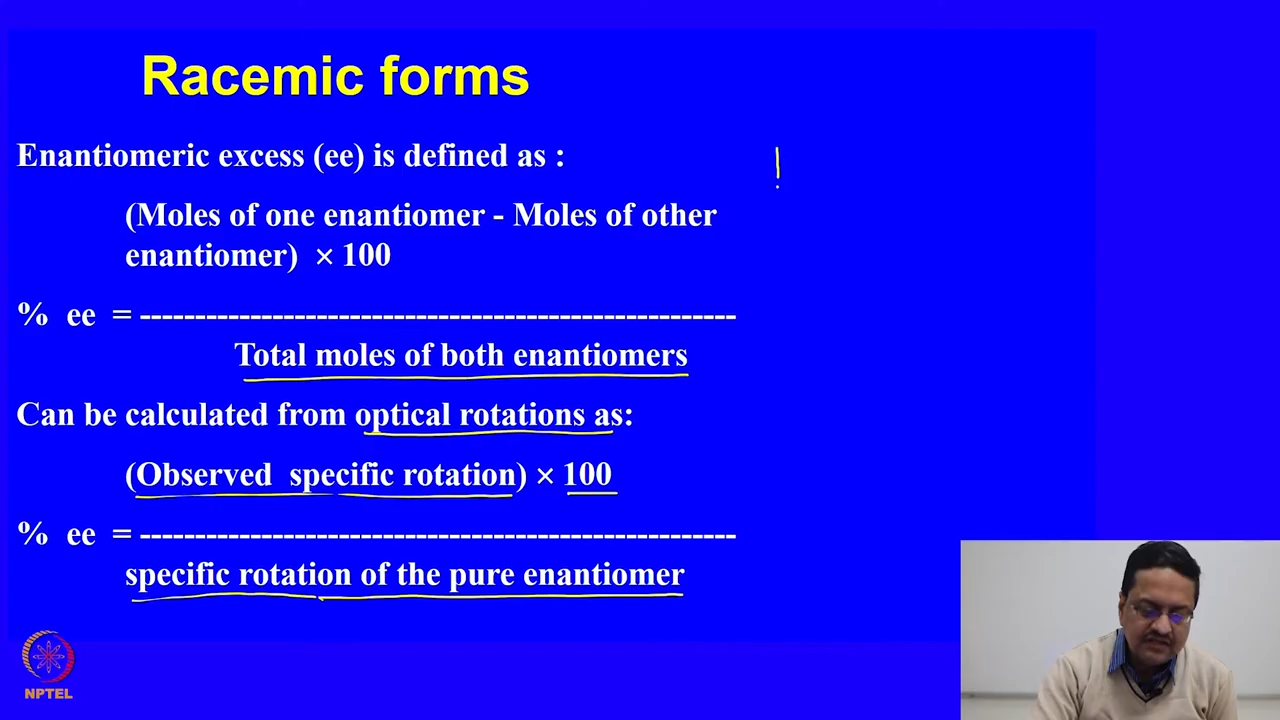 Racemic forms
Enantiomeric excess (ee) is defined as :
(Moles of one enantiomer - Moles of other
enantiomer) × 100
% ee = ------------------------------------------------------
Total moles of both enantiomers
Can be calculated from optical rotations as:
(Observed specific rotation) × 100
% ee = ------------------------------------------------------
specific rotation of the pure enantiomer
NPTEL